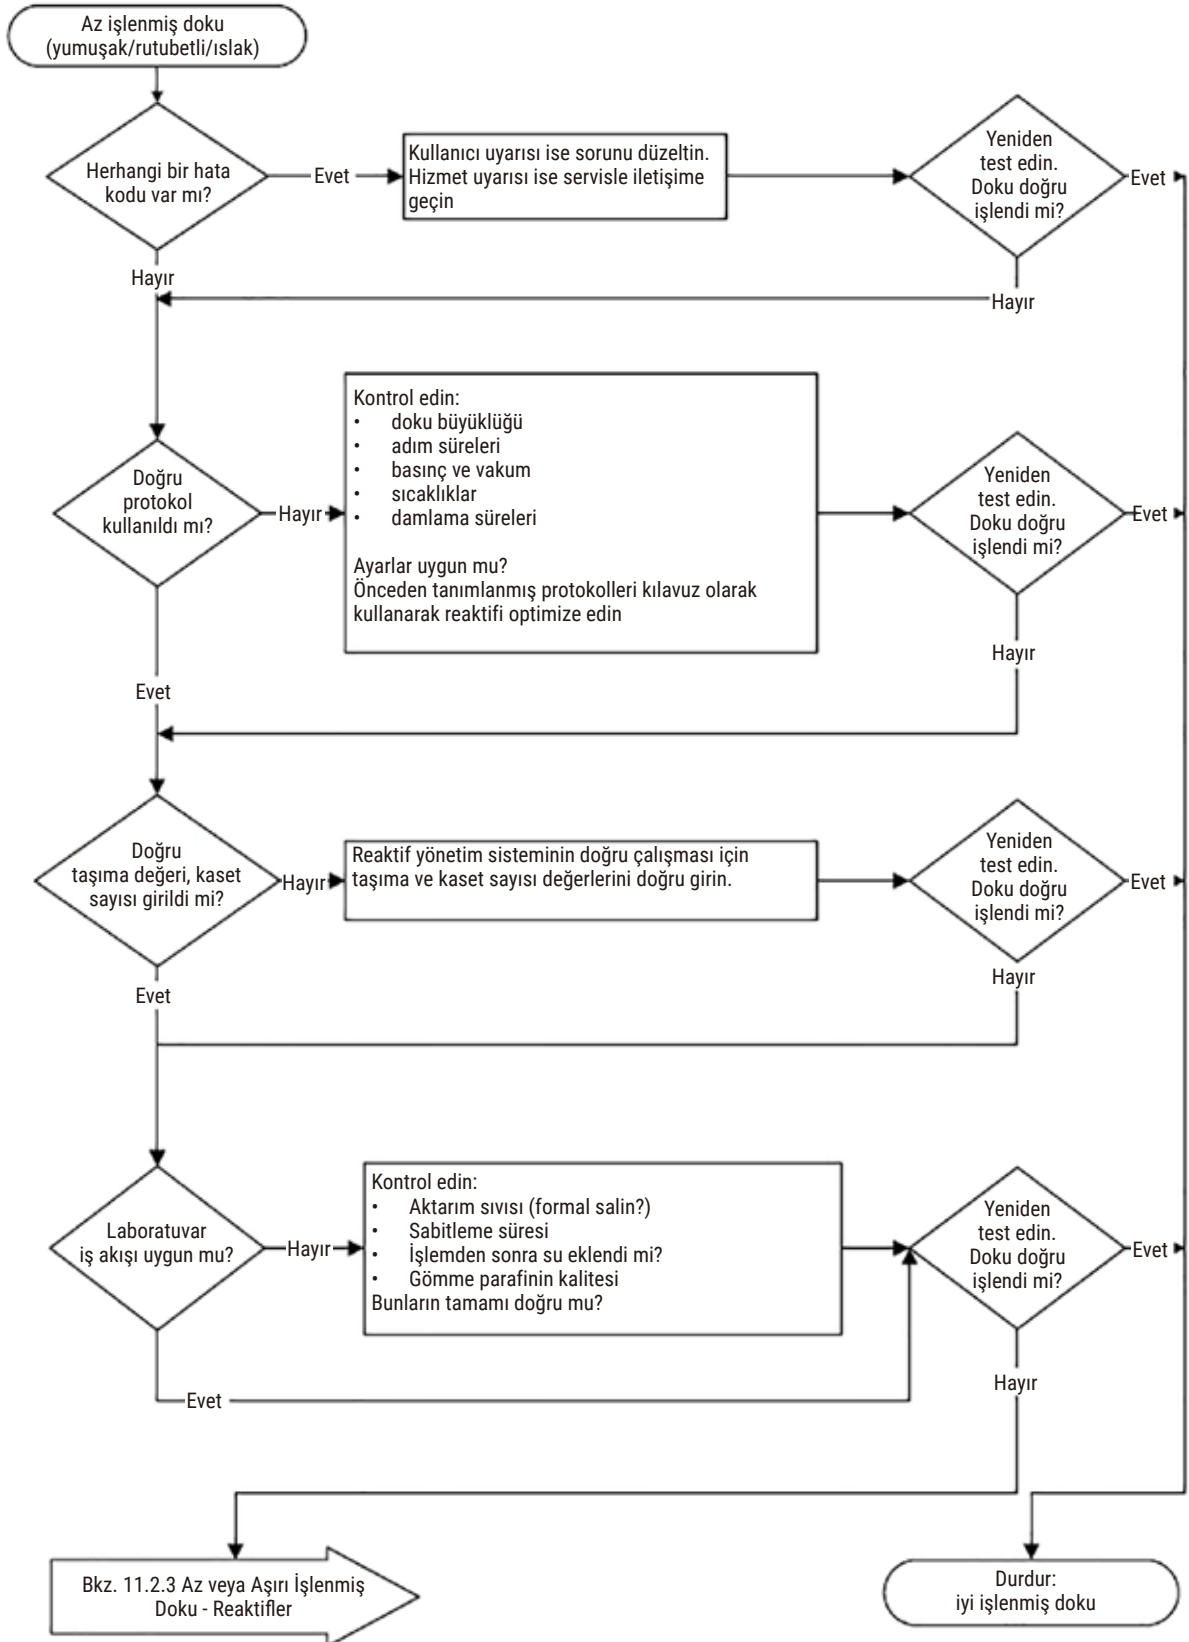 Az işlenmiş doku
(yumuşak/rutubetli/ıslak)
Herhangi bir hata
kodu var mı?
Evet
Kullanıcı uyarısı ise sorunu düzeltin.
Hizmet uyarısı ise servisle iletişime
geçin
Yeniden
test edin.
Doku doğru
işlendi mi?
Evet
Hayır
Hayır
Doğru
protokol
kullanıldı mı?
Hayır
Kontrol edin:
• doku büyüklüğü
• adım süreleri
• basınç ve vakum
• sıcaklıklar
• damlama süreleri
Ayarlar uygun mu?
Önceden tanımlanmış protokolleri kılavuz olarak
kullanarak reaktifi optimize edin
Yeniden
test edin.
Doku doğru
işlendi mi?
Evet
Hayır
Evet
Doğru
taşıma değeri, kaset
sayısı girildi mi?
Hayır
Reaktif yönetim sisteminin doğru çalışması için
taşıma ve kaset sayısı değerlerini doğru girin.
Yeniden
test edin.
Doku doğru
işlendi mi?
Evet
Hayır
Evet
Laboratuvar
iş akışı uygun mu?
Hayır
Kontrol edin:
• Aktarım sıvısı (formal salin?)
• Sabitleme süresi
• İşlemden sonra su eklendi mi?
• Gömme parafinin kalitesi
Bunların tamamı doğru mu?
Yeniden
test edin.
Doku doğru
işlendi mi?
Evet
Hayır
Evet
Bkz. 11.2.3 Az veya Aşırı İşlenmiş
Doku - Reaktifler
Durdur:
iyi işlenmiş doku